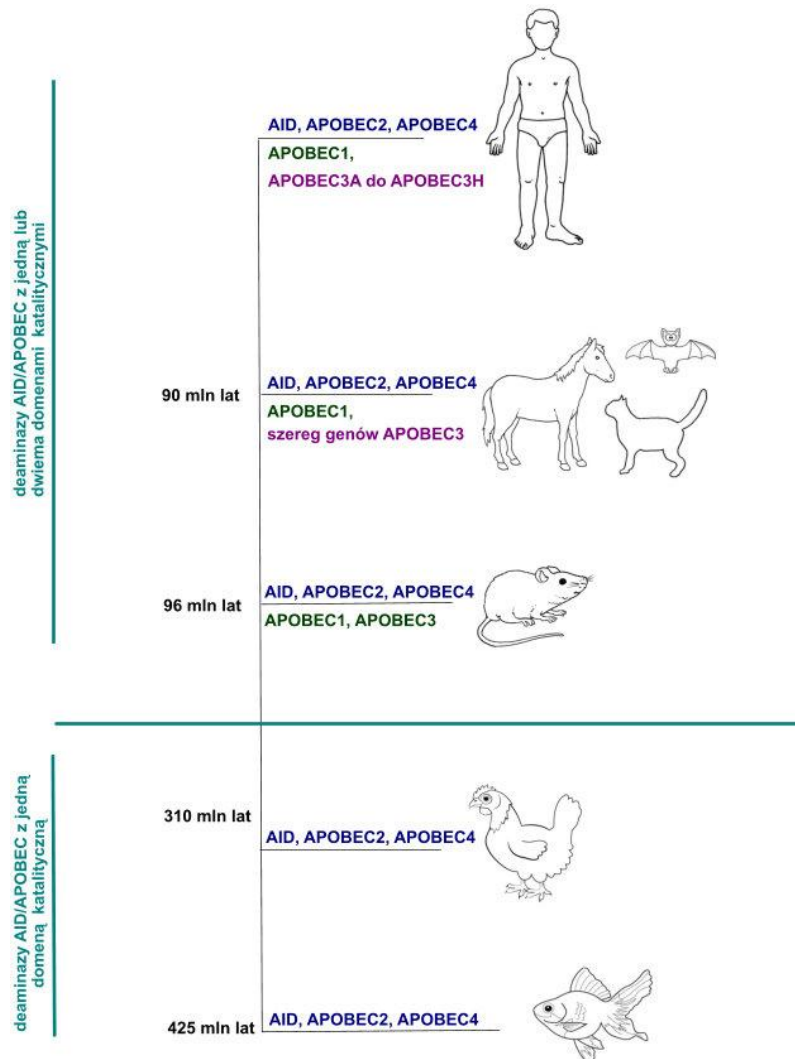 deaminazy AID/APOBEC z jedną lub
dwiema domenami katalitycznymi
AID, APOBEC2, APOBEC4
APOBEC1,
APOBEC3A do APOBEC3H
90 mln lat
AID, APOBEC2, APOBEC4
APOBEC1,
szereg genów APOBEC3
96 mln lat
AID, APOBEC2, APOBEC4
APOBEC1, APOBEC3
deaminazy AID/APOBEC z jedną
domeną katalityczną
310 mln lat
AID, APOBEC2, APOBEC4
425 mln lat
AID, APOBEC2, APOBEC4